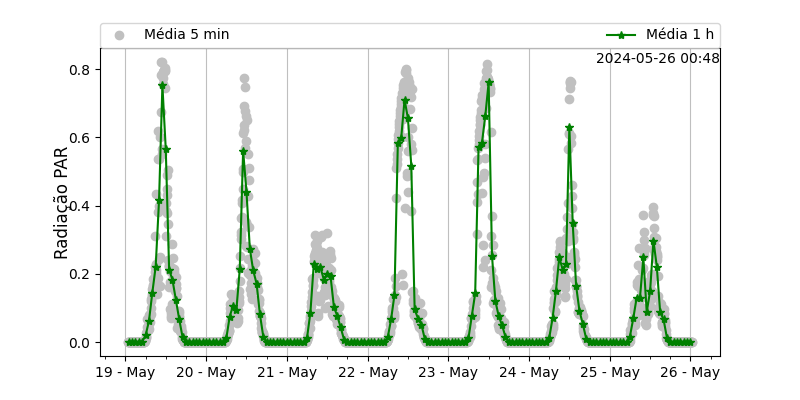 Média 5 min
Média 1 h
2024-05-26 00:48
Radiação PAR
0.8
0.6
0.4
0.2
0.0
19 - May
20 - May
21 - May
22 - May
23 - May
24 - May
25 - May
26 - May